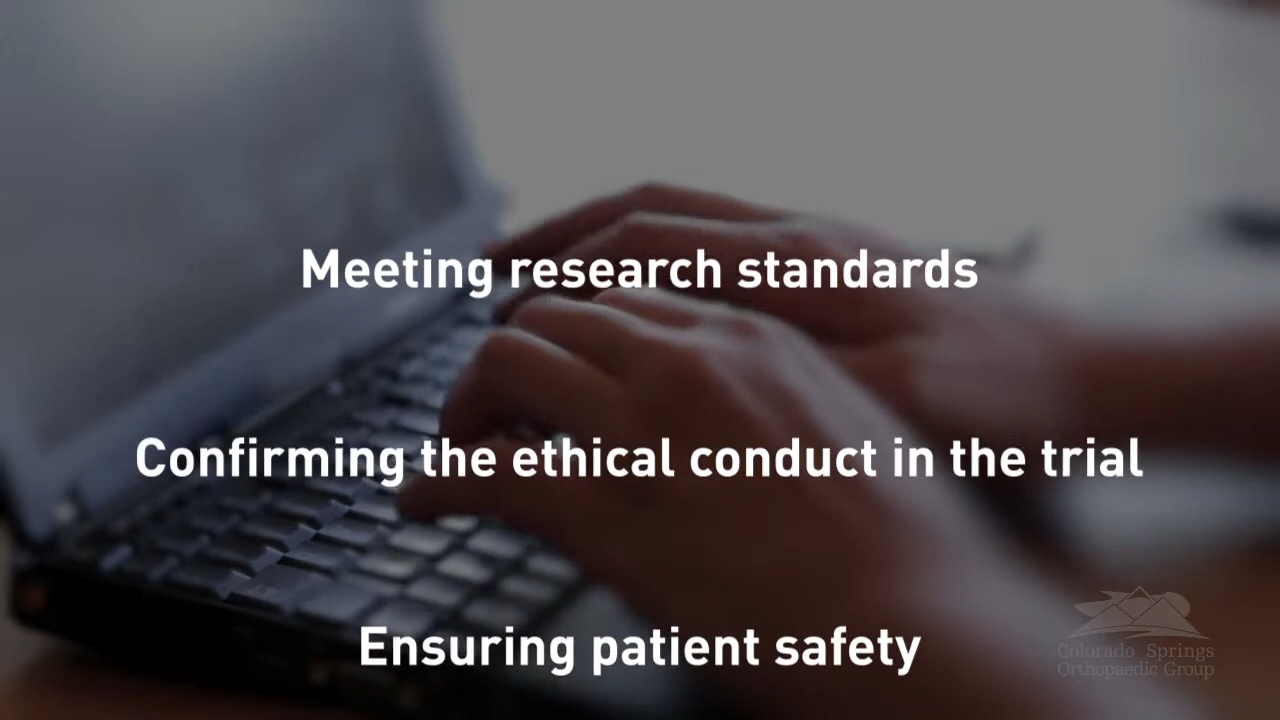 Meeting research standards
Confirming the ethical conduct in the trial
Ensuring patient safety
Colorado Springs
Orthopaedic Group